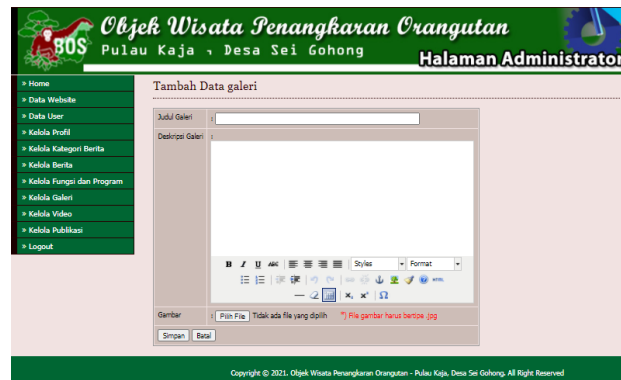 BOS
Objek Wisata Penangkaran Orangutan
Pulau Kaja , Desa Sei Gohong
Halaman Administrator
» Home
» Data Website
» Data User
» Kelola Profil
» Kelola Kategori Berita
» Kelola Berita
» Kelola Fungsi dan Program
» Kelola Galeri
» Kelola Video
» Kelola Publikasi
» Logout
Tambah Data galeri
Judul Galeri :
Deskripsi Galeri :
B I U ABC Styles Format
HTML
x, x² Ω
Gambar : Pilih File Tidak ada file yang dipilih *) File gambar harus bertipe .jpg
Simpan Batal
Copyright © 2021. Objek Wisata Penangkaran Orangutan - Pulau Kaja, Desa Sei Gohong. All Right Reserved